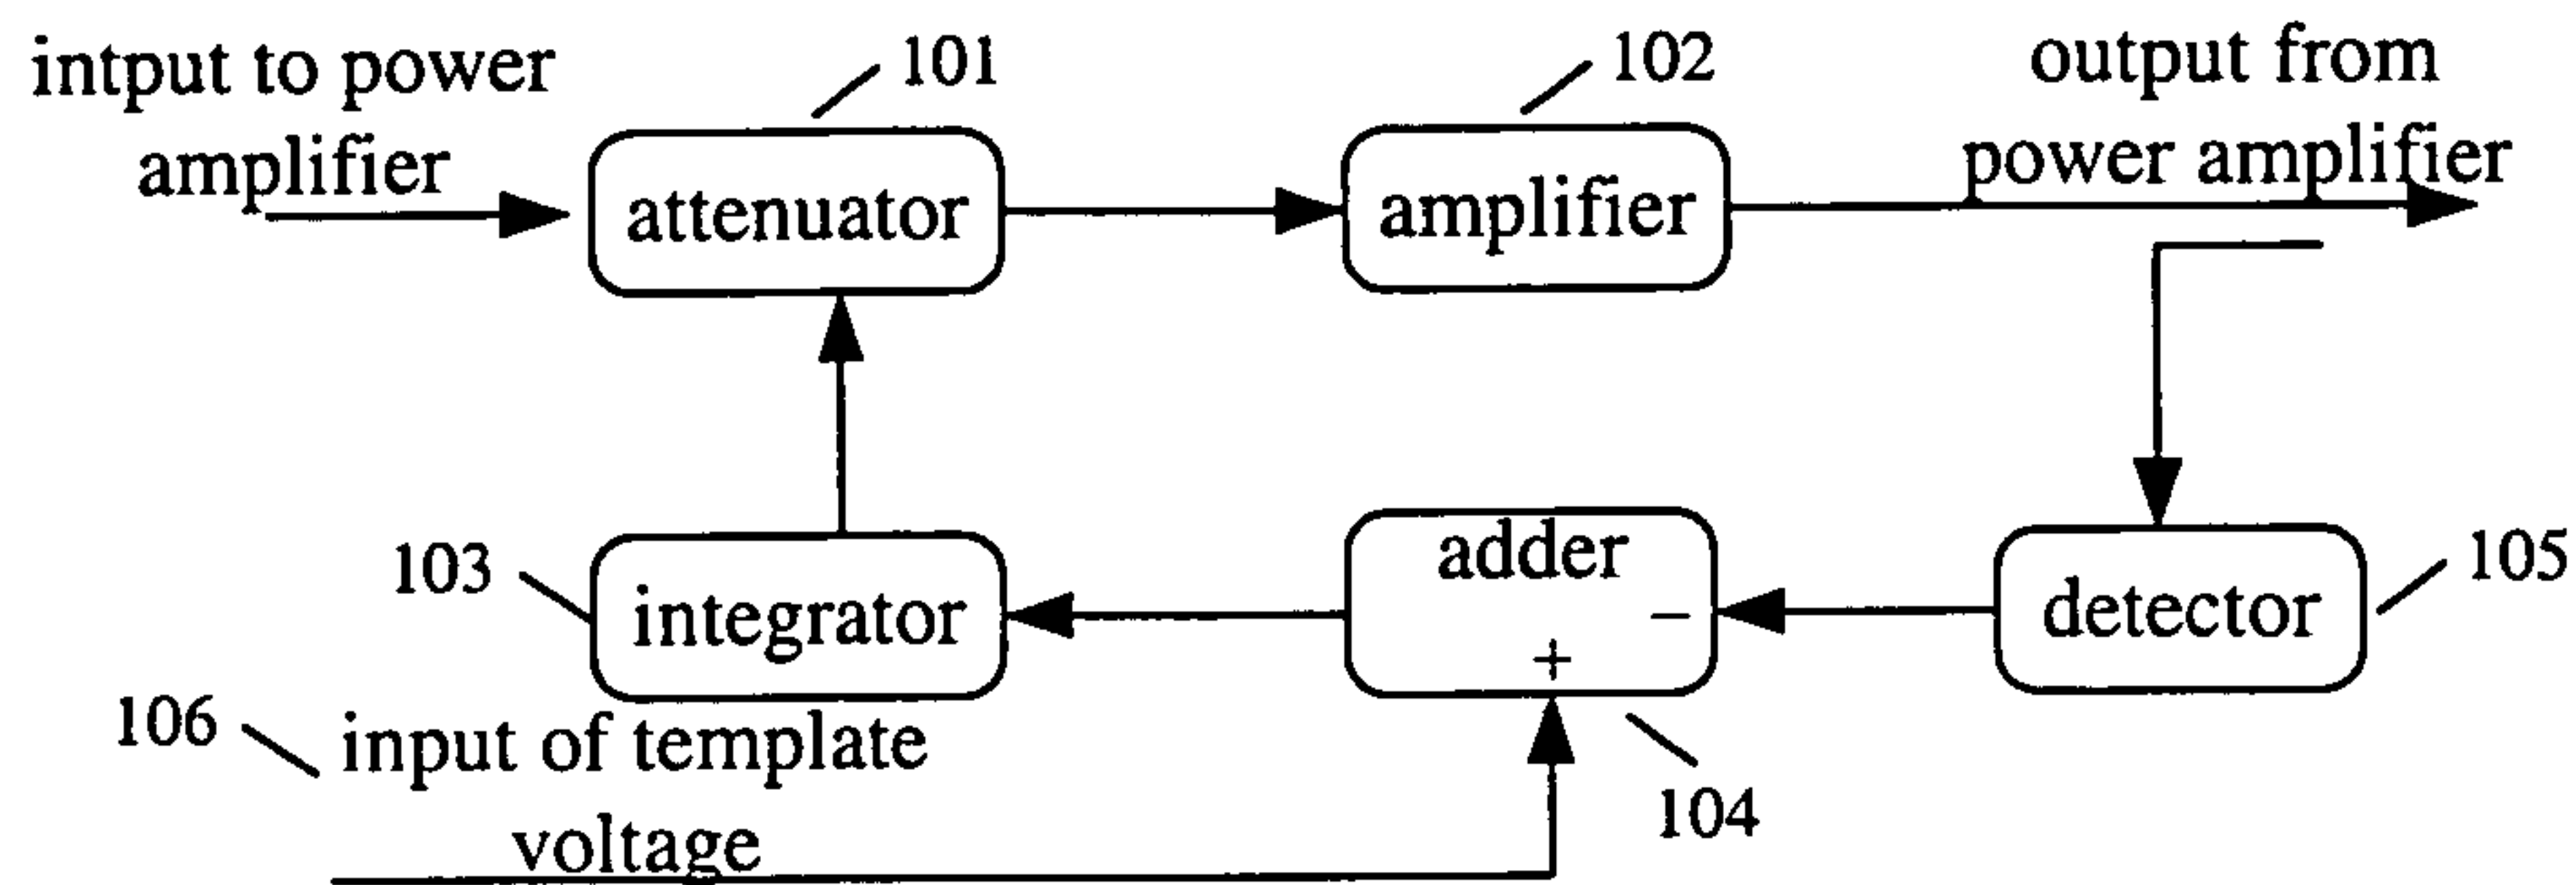 intput to power
amplifier
101
102
output from
power amplifier
attenuator
amplifier
103
integrator
adder
−
+
detector
105
106
input of template
voltage
104